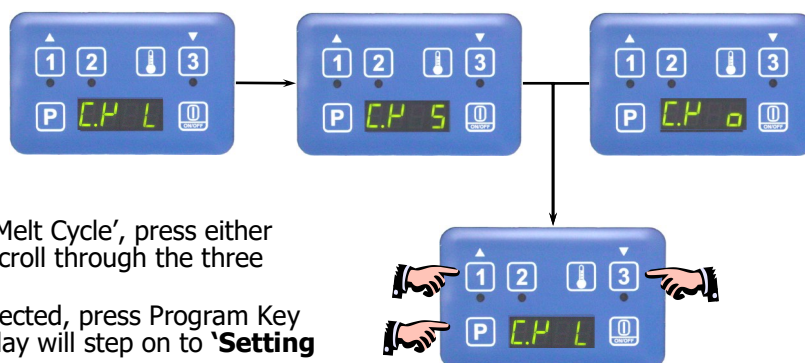 1 2 3
P C.Y L ON/OFF
1 2 3
P C.Y S ON/OFF
1 2 3
P C.Y o ON/OFF
Melt Cycle', press either
croll through the three
ected, press Program Key
lay will step on to 'Setting
1 2 3
P C.Y L ON/OFF